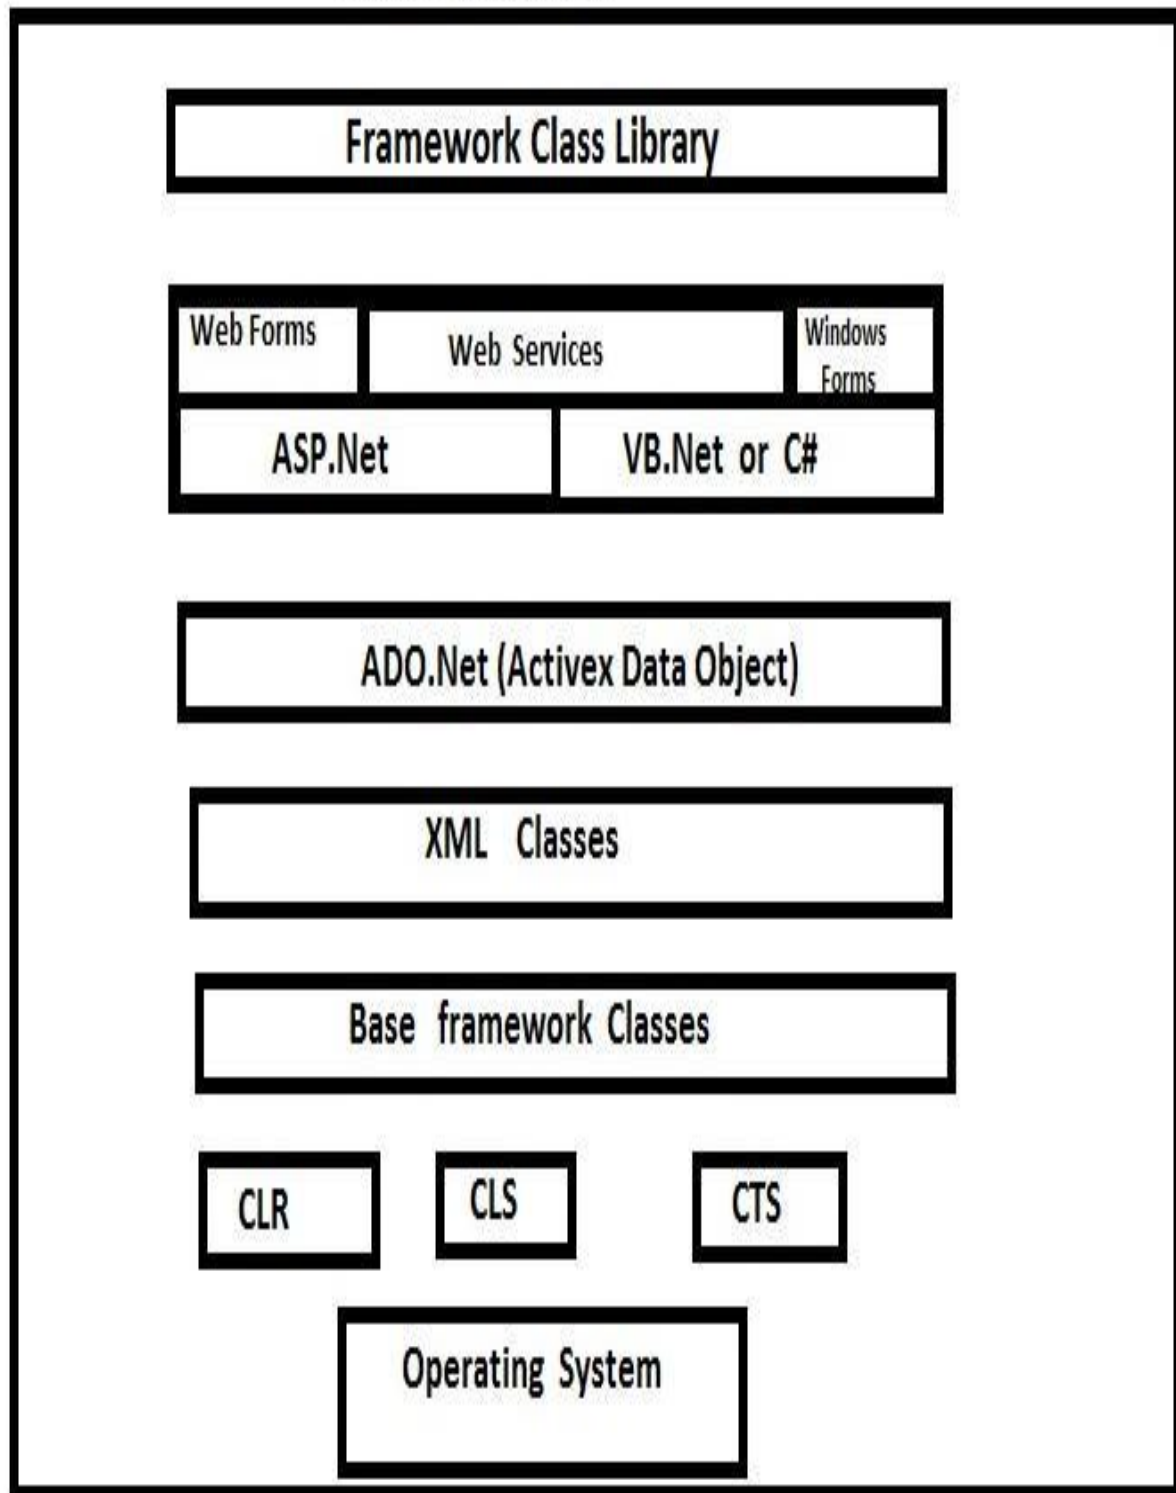 Framework Class Library
Web Forms
Web Services
Windows
Forms
ASP.Net
VB.Net or C#
ADO.Net (Activex Data Object)
XML Classes
Base framework Classes
CLR
CLS
CTS
Operating System